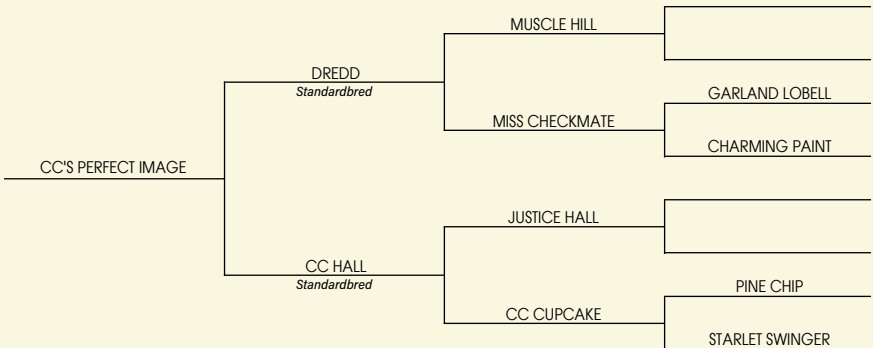 MUSCLE HILL
DREDD
Standardbred
GARLAND LOBELL
MISS CHECKMATE
CHARMING PAINT
CC'S PERFECT IMAGE
JUSTICE HALL
CC HALL
Standardbred
PINE CHIP
CC CUPCAKE
STARLET SWINGER